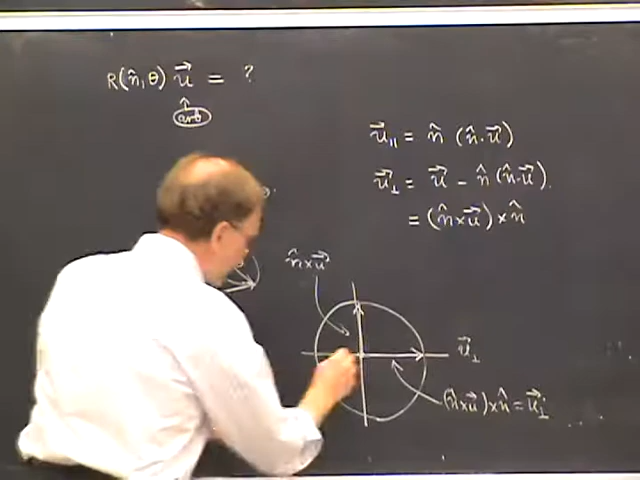 R(n̂,θ) u⃗ = ?
arb
u⃗∥ = n̂ (n̂·u⃗)
u⃗⊥ = u⃗ − n̂ (n̂·u⃗).
= (n̂×u⃗)×n̂
n̂×u⃗
u⃗⊥
(n̂×u⃗)×n̂ = u⃗⊥